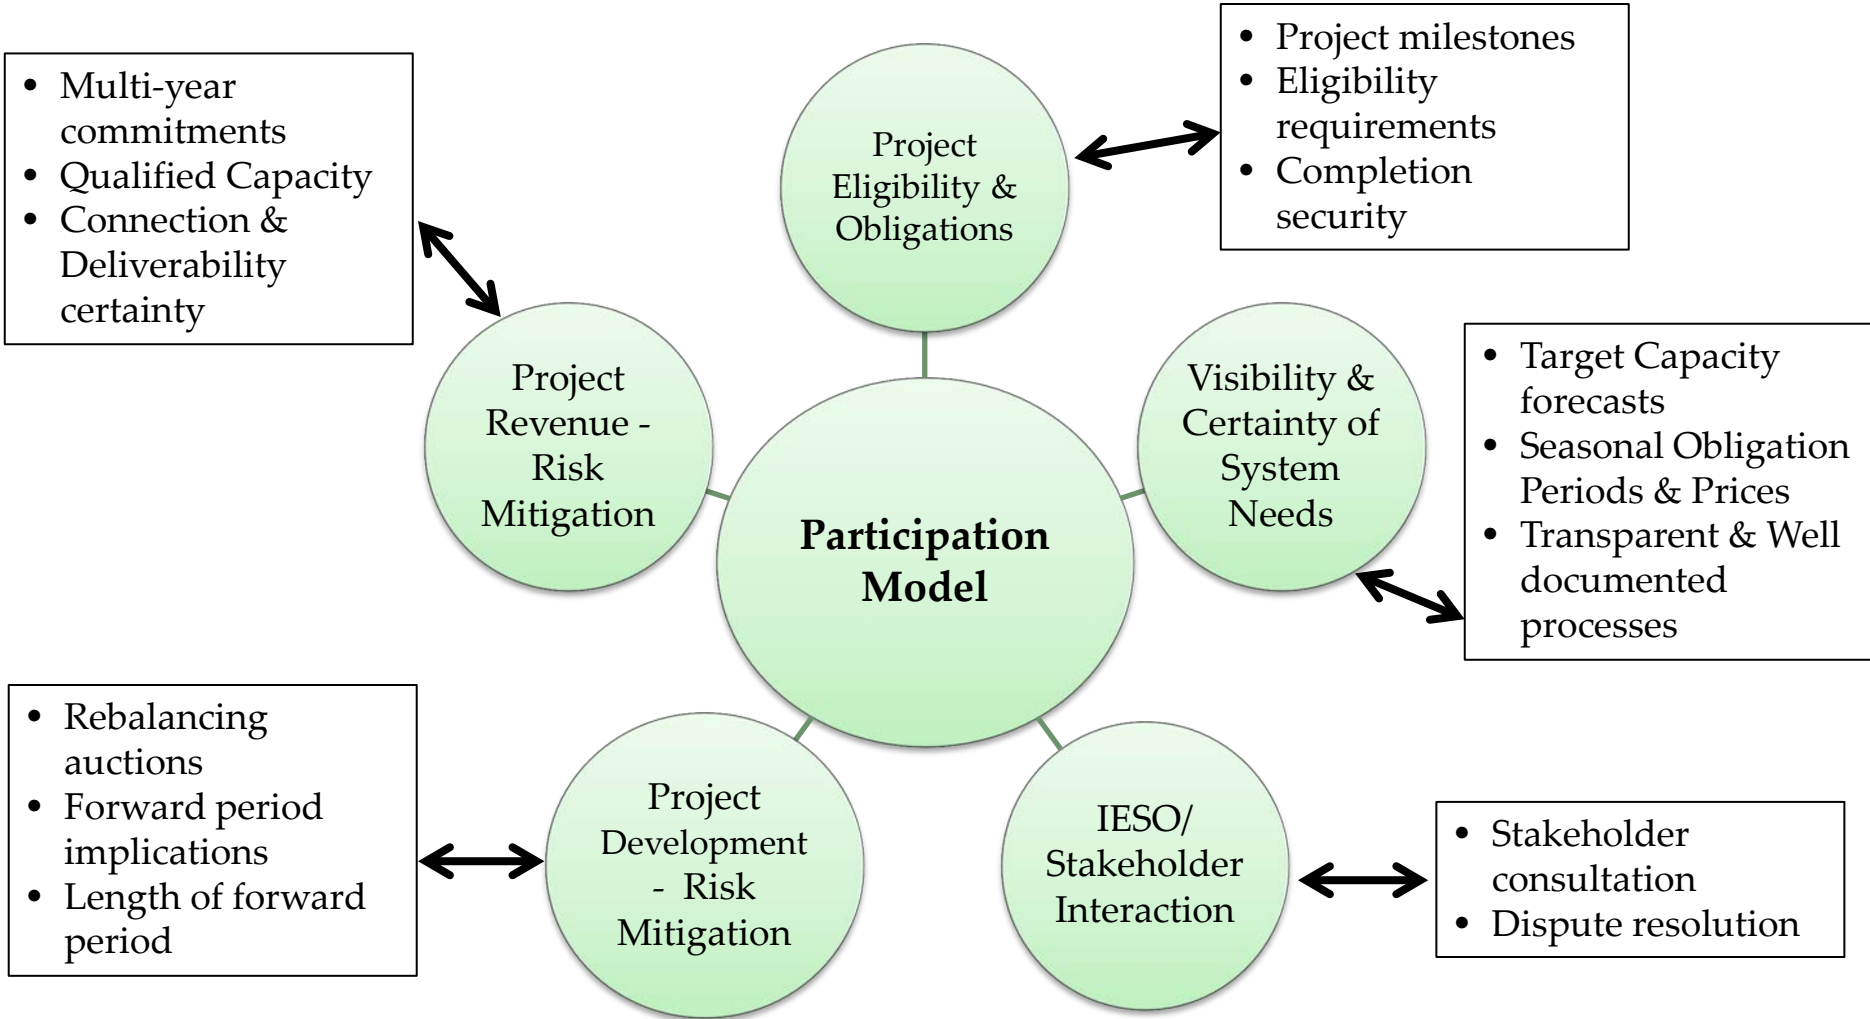 • Project milestones
• Eligibility
requirements
• Completion
security
• Multi-year
commitments
• Qualified Capacity
• Connection &
Deliverability
certainty
Project
Eligibility &
Obligations
Project
Revenue -
Risk
Mitigation
Visibility &
Certainty of
System
Needs
• Target Capacity
forecasts
• Seasonal Obligation
Periods & Prices
• Transparent & Well
documented
processes
Participation
Model
• Rebalancing
auctions
• Forward period
implications
• Length of forward
period
Project
Development
- Risk
Mitigation
IESO/
Stakeholder
Interaction
• Stakeholder
consultation
• Dispute resolution